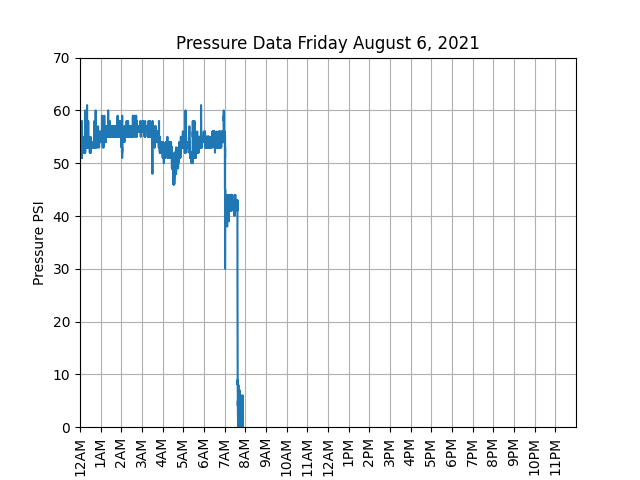 Pressure Data Friday August 6, 2021
70
60
50
40
30
20
10
0
Pressure PSI
12AM
1AM
2AM
3AM
4AM
5AM
6AM
7AM
8AM
9AM
10AM
11AM
12AM
1PM
2PM
3PM
4PM
5PM
6PM
7PM
8PM
9PM
10PM
11PM